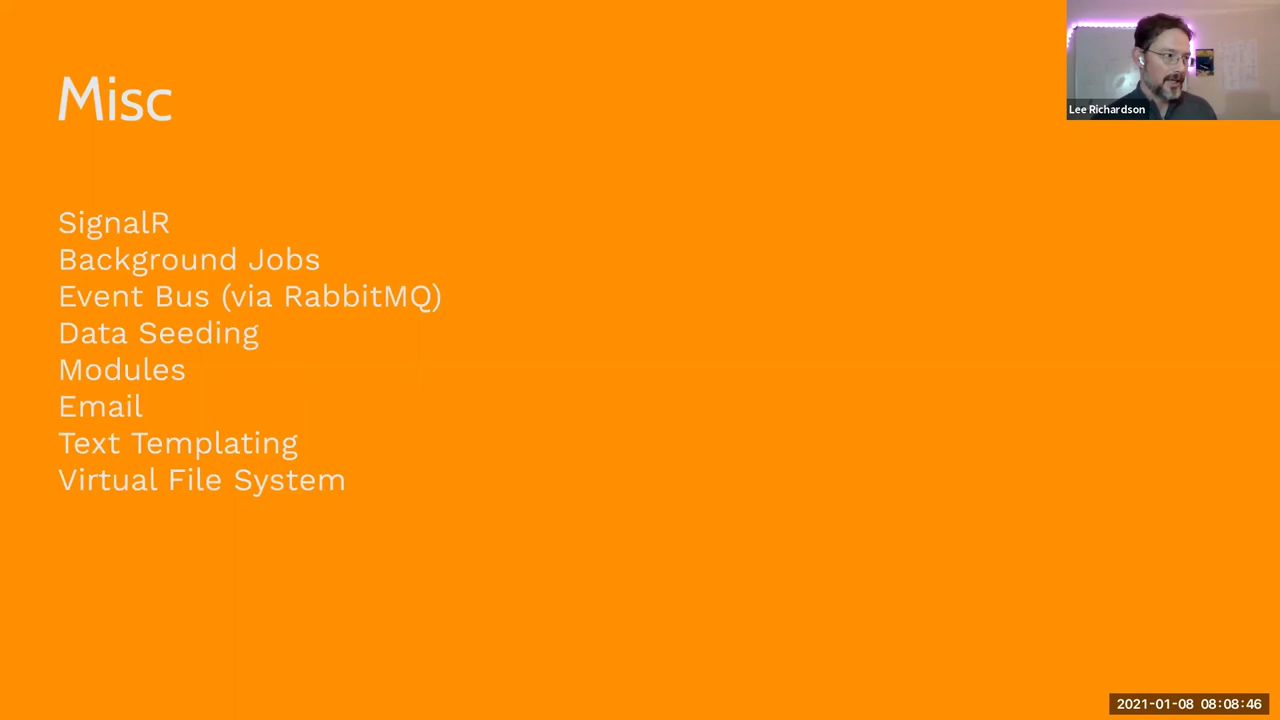 Misc
Lee Richardson
SignalR
Background Jobs
Event Bus (via RabbitMQ)
Data Seeding
Modules
Email
Text Templating
Virtual File System
2021-01-08 08:08:46